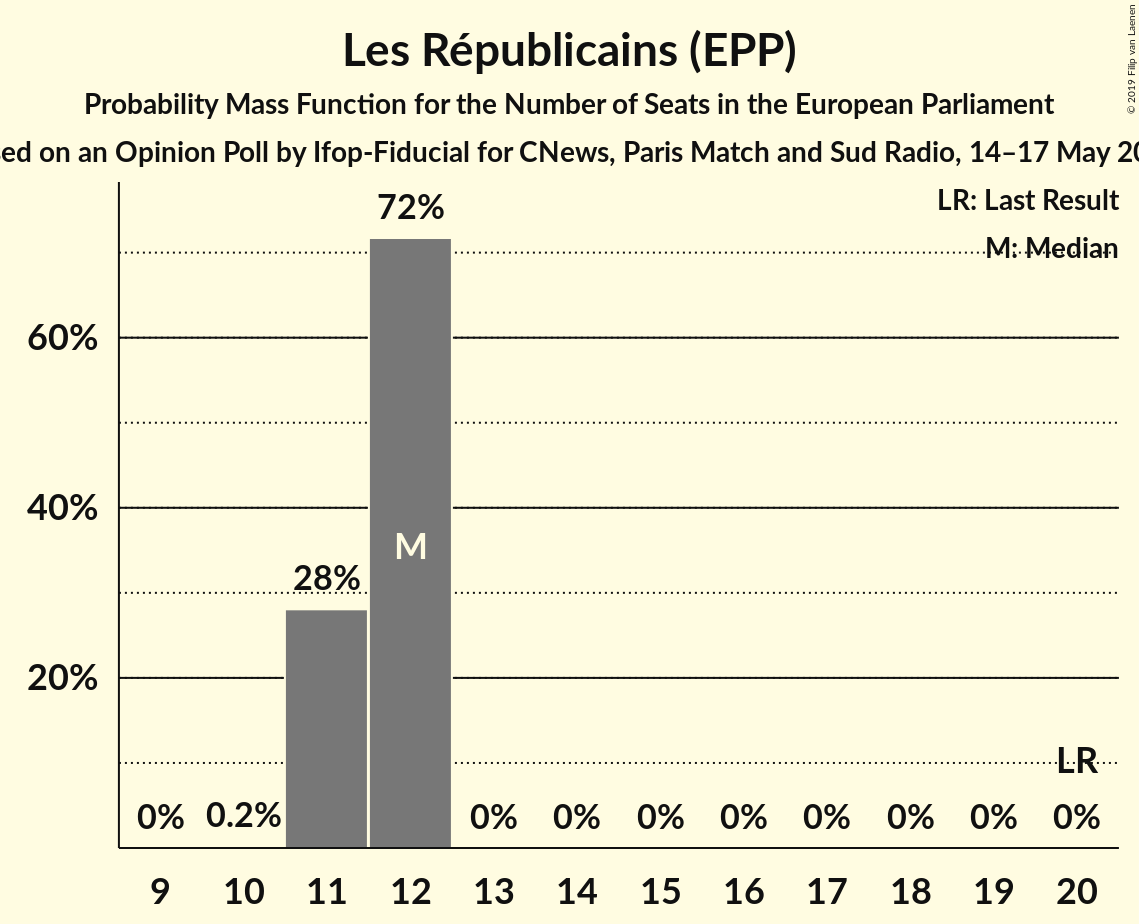 Les Républicains (EPP)
Probability Mass Function for the Number of Seats in the European Parliament
on an Opinion Poll by Ifop-Fiducial for CNews, Paris Match and Sud Radio, 14–17 May
© 2019 Filip van Laenen
LR: Last Result
M: Median
72%
60%
40%
M
28%
20%
LR
0% 0.2% 0% 0% 0% 0% 0% 0% 0% 0%
9 10 11 12 13 14 15 16 17 18 19 20